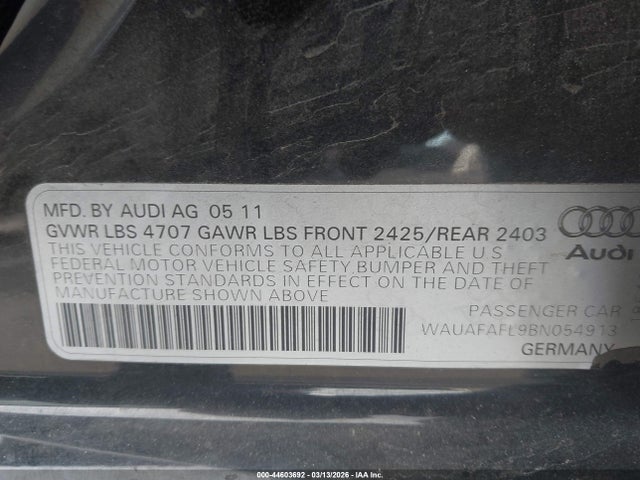 MFD. BY AUDI AG 05 11
GVWR LBS 4707 GAWR LBS FRONT 2425/REAR 2403
THIS VEHICLE CONFORMS TO ALL APPLICABLE U S
FEDERAL MOTOR VEHICLE SAFETY, BUMPER AND THEFT
PREVENTION STANDARDS IN EFFECT ON THE DATE OF
MANUFACTURE SHOWN ABOVE
Audi
PASSENGER CAR
WAUAFAFL9BN054913
GERMANY
000-44603692 - 03/13/2026 - IAA Inc.